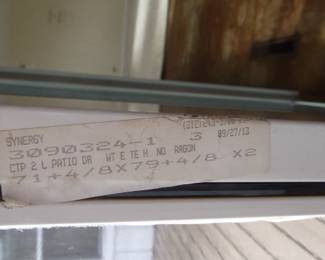 SYNERGY
3090324-1 3 09/27/13
CTP 2 L.PATIO DR WT E TE H NO ARGON
71+4/8X79+4/8 X2